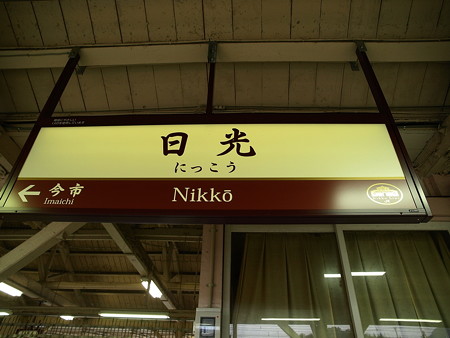 日光
にっこう
← 今市
Imaichi
Nikkō